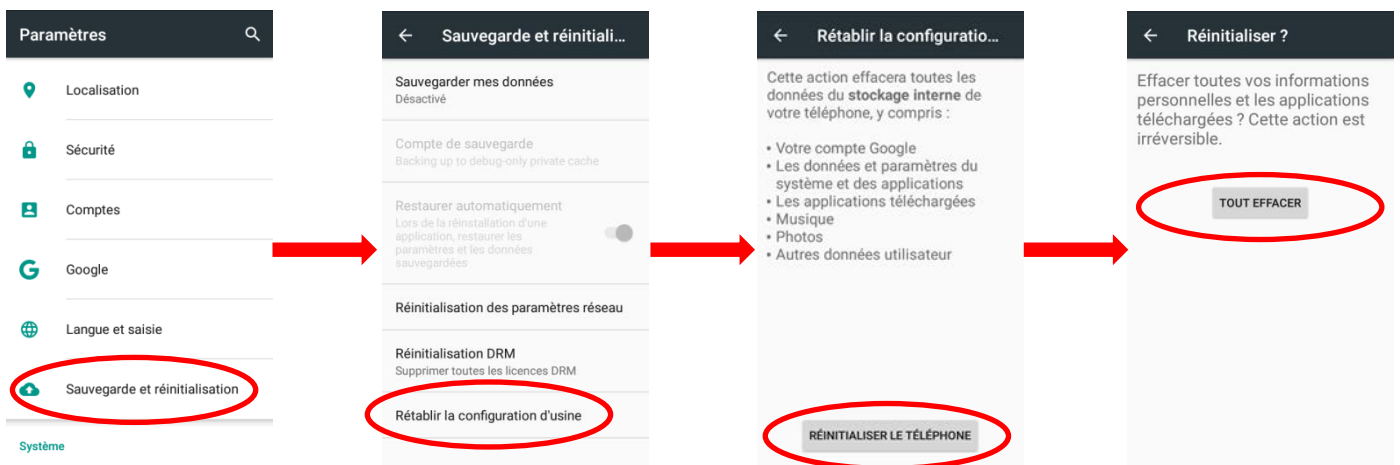 Paramètres
Localisation
Sécurité
Comptes
Google
Langue et saisie
Sauvegarde et réinitialisation
Système
Sauvegarde et réinitiali...
Sauvegarder mes données
Désactivé
Compte de sauvegarde
Backing up to debug-only private cache
Restaurer automatiquement
Lors de la réinstallation d'une
application, restaurer les
paramètres et les données
sauvegardées
Réinitialisation des paramètres réseau
Réinitialisation DRM
Supprimer toutes les licences DRM
Rétablir la configuration d'usine
Rétablir la configuratio...
Cette action effacera toutes les
données du stockage interne de
votre téléphone, y compris :
• Votre compte Google
• Les données et paramètres du
système et des applications
• Les applications téléchargées
• Musique
• Photos
• Autres données utilisateur
RÉINITIALISER LE TÉLÉPHONE
Réinitialiser ?
Effacer toutes vos informations
personnelles et les applications
téléchargées ? Cette action est
irréversible.
TOUT EFFACER